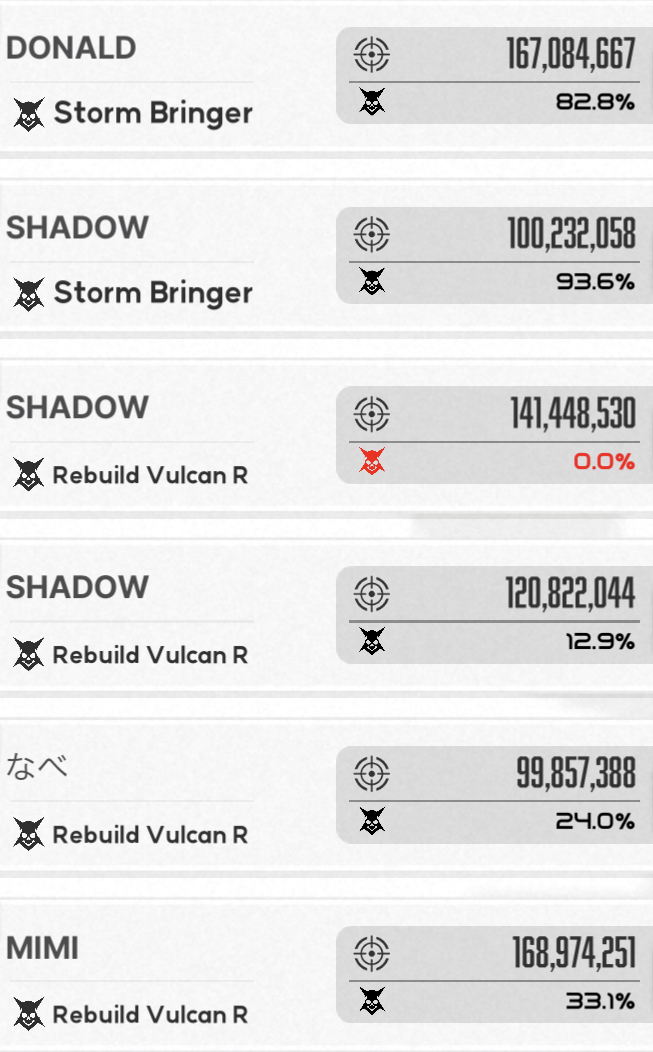 DONALD
167,084,667
Storm Bringer
82.8%
SHADOW
100,232,058
Storm Bringer
93.6%
SHADOW
141,448,530
Rebuild Vulcan R
0.0%
SHADOW
120,822,044
Rebuild Vulcan R
12.9%
なべ
99,857,388
Rebuild Vulcan R
24.0%
MIMI
168,974,251
Rebuild Vulcan R
33.1%